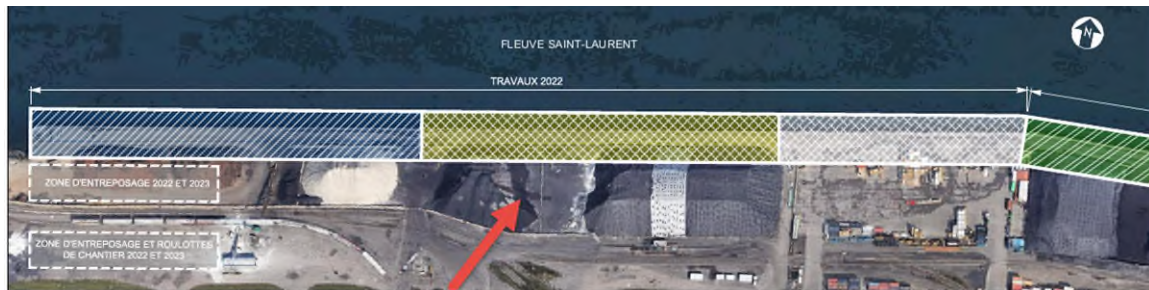 FLEUVE SAINT-LAURENT
N
TRAVAUX 2022
ZONE D'ENTREPOSAGE 2022 ET 2023
ZONE D'ENTREPOSAGE ET ROULOTTES
DE CHANTIER 2022 ET 2023